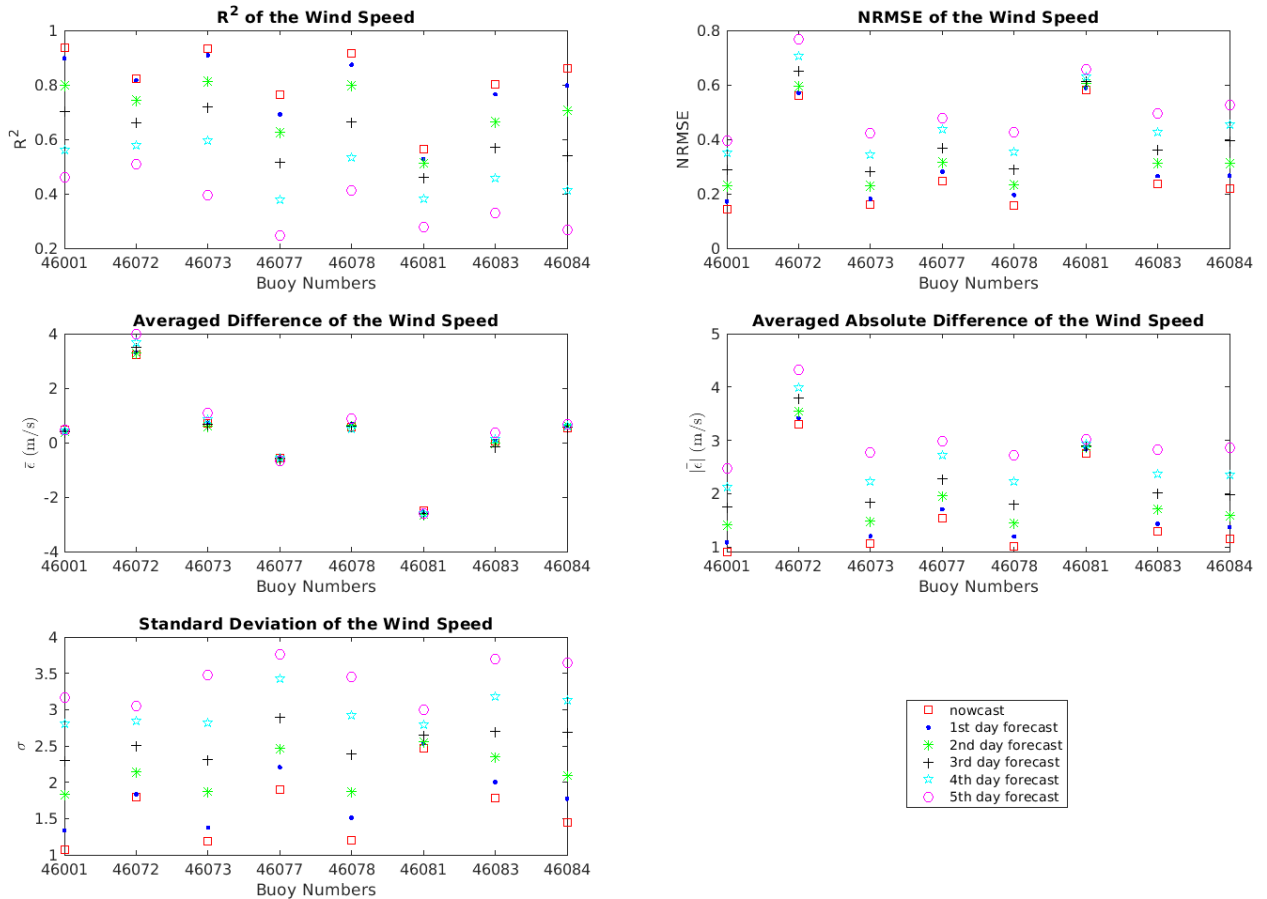 R² of the Wind Speed
1
0.8
0.6
0.4
0.2
R²
46001 46072 46073 46077 46078 46081 46083 46084
Buoy Numbers
NRMSE of the Wind Speed
0.8
0.6
0.4
0.2
0
NRMSE
46001 46072 46073 46077 46078 46081 46083 46084
Buoy Numbers
Averaged Difference of the Wind Speed
4
2
0
-2
-4
ε̄ (m/s)
46001 46072 46073 46077 46078 46081 46083 46084
Buoy Numbers
Averaged Absolute Difference of the Wind Speed
5
4
3
2
1
|ε̄| (m/s)
46001 46072 46073 46077 46078 46081 46083 46084
Buoy Numbers
Standard Deviation of the Wind Speed
4
3.5
3
2.5
2
1.5
1
σ
46001 46072 46073 46077 46078 46081 46083 46084
Buoy Numbers
nowcast
1st day forecast
2nd day forecast
3rd day forecast
4th day forecast
5th day forecast